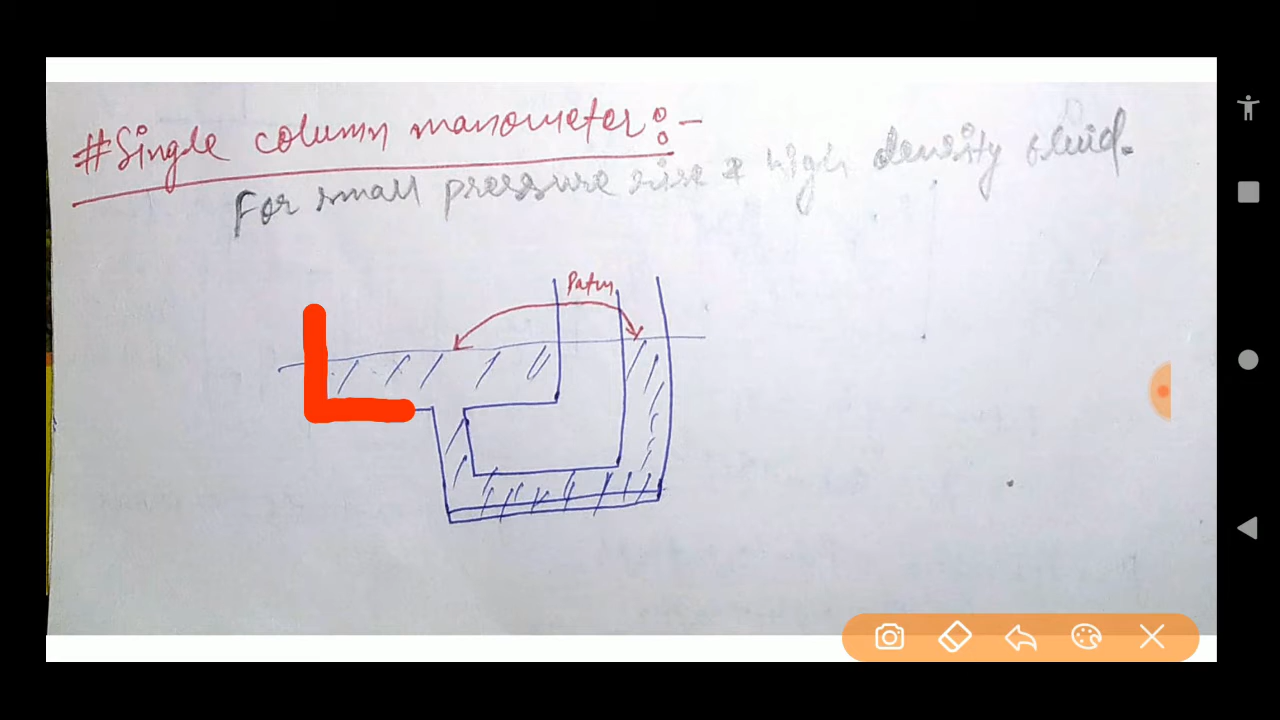 #Single column manometer:-
For small pressure rise & high density fluid.
Patm